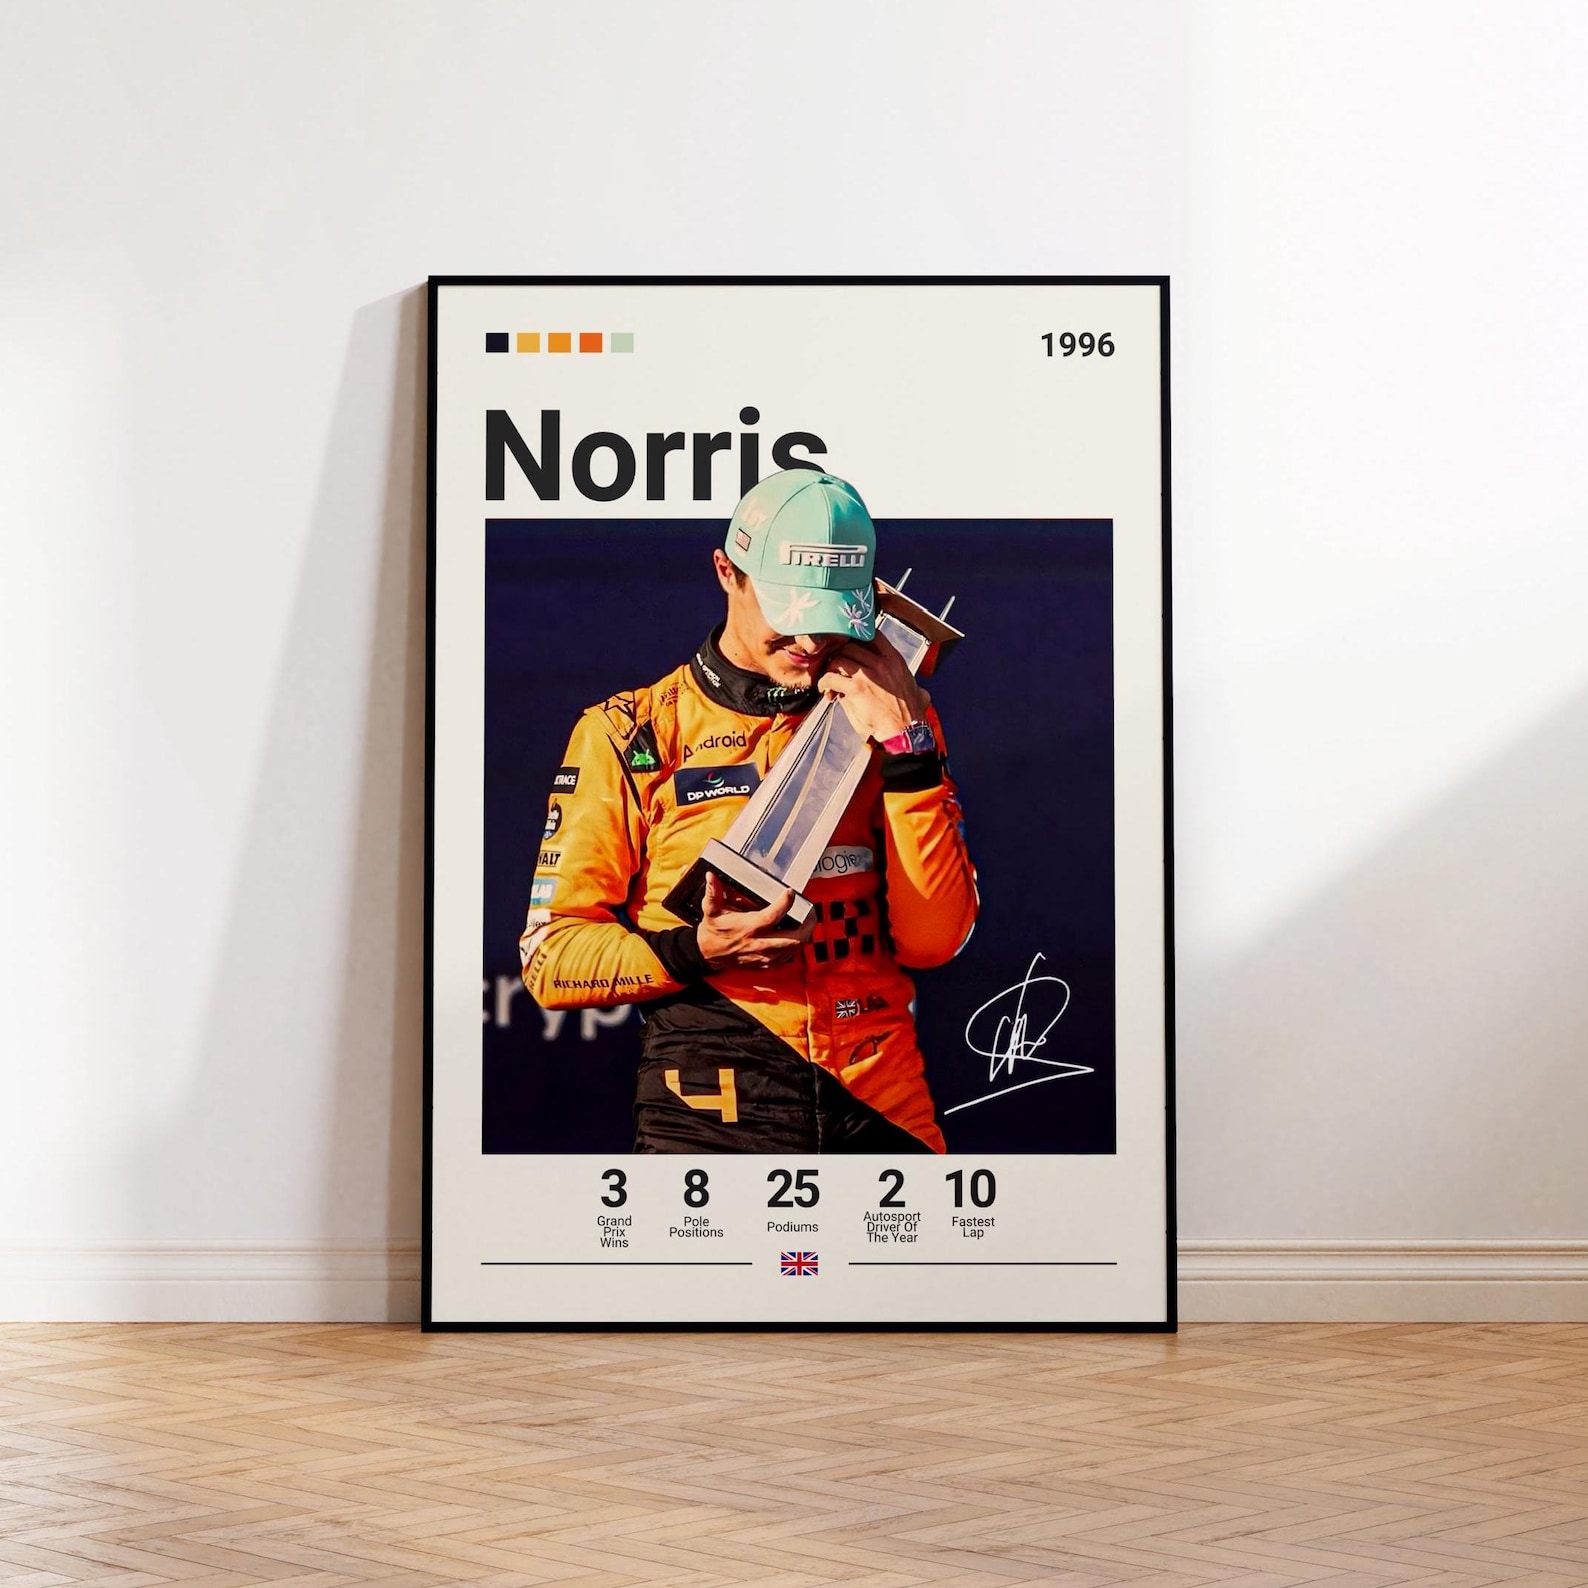 1996
Norris
PIRELLI
Android
DP WORLD
RICHARD MILLE
4
3 8 25 2 10
Grand
Prix
Wins
Pole
Positions
Podiums
Autosport
Driver Of
The Year
Fastest
Lap